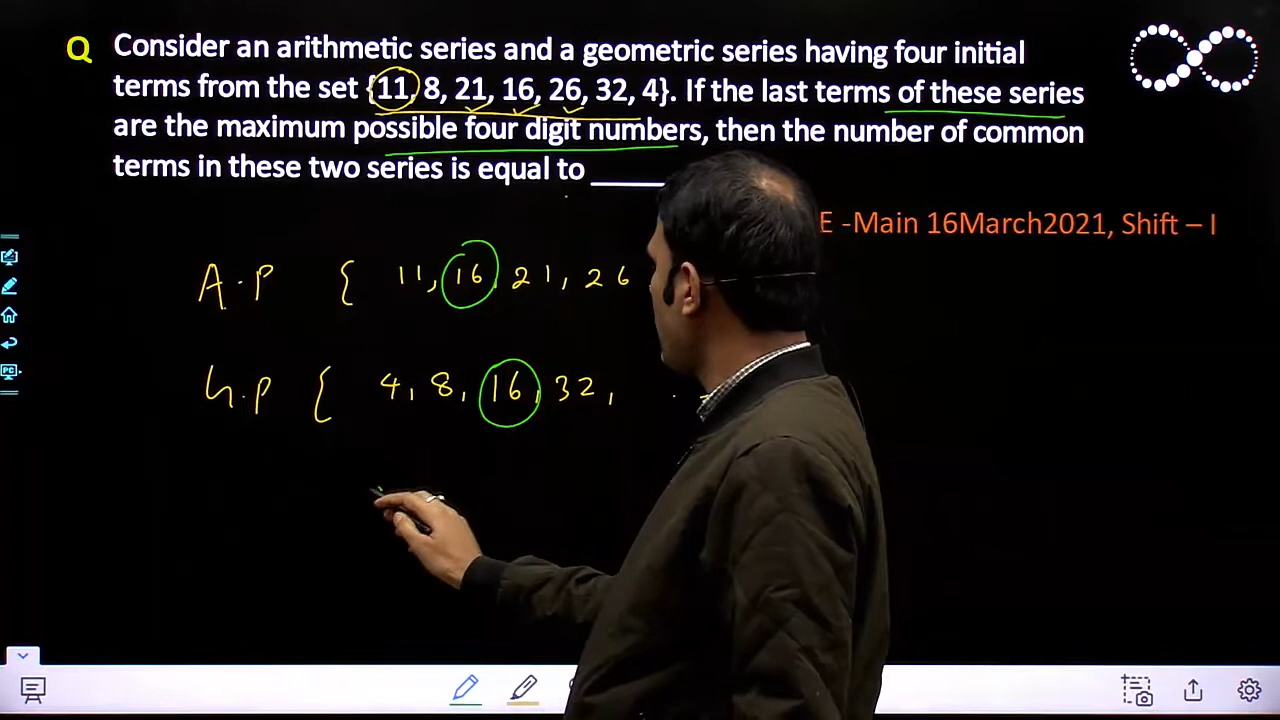 Q Consider an arithmetic series and a geometric series having four initial
terms from the set {11, 8, 21, 16, 26, 32, 4}. If the last terms of these series
are the maximum possible four digit numbers, then the number of common
terms in these two series is equal to _____
E -Main 16March2021, Shift – I
A.P { 11, 16, 21, 26
G.P { 4, 8, 16, 32,
PC